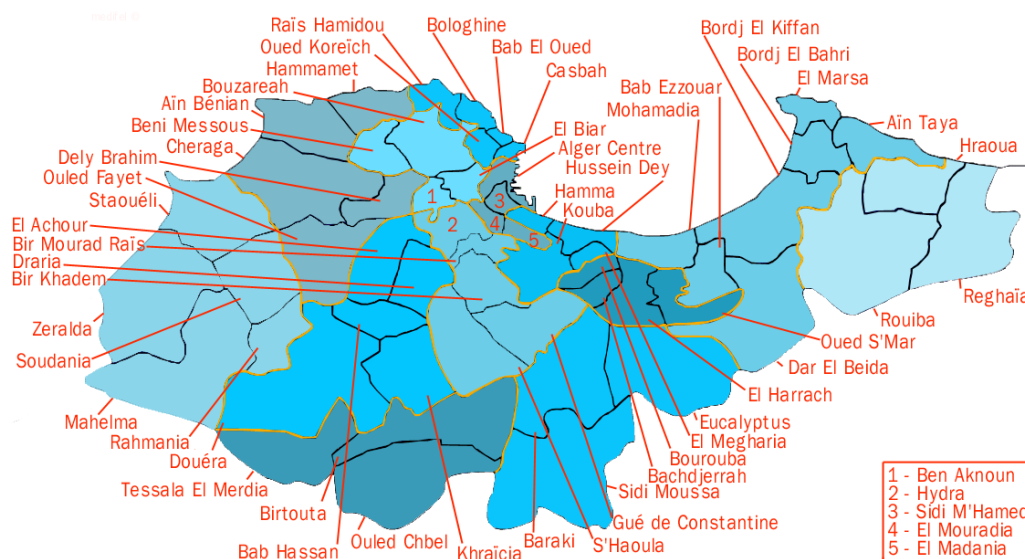 Raïs Hamidou
Bologhine
Bordj El Kiffan
Oued Koreïch
Bab El Oued
Bordj El Bahri
Hammamet
Casbah
El Marsa
Bouzareah
Bab Ezzouar
Aïn Bénian
Mohamadia
Beni Messous
El Biar
Aïn Taya
Cheraga
Alger Centre
Hraoua
Dely Brahim
Hussein Dey
Ouled Fayet
Hamma
Staouéli
Kouba
El Achour
Bir Mourad Raïs
Draria
Bir Khadem
1
2
3
4
5
Reghaïa
Zeralda
Rouiba
Soudania
Oued S'Mar
Dar El Beida
El Harrach
Mahelma
Eucalyptus
Rahmania
El Megharia
Douéra
Bourouba
Bachdjerrah
Tessala El Merdia
Sidi Moussa
Birtouta
Gué de Constantine
Ouled Chbel
Baraki
S'Haoula
Bab Hassan
Khraïcia
1 - Ben Aknoun
2 - Hydra
3 - Sidi M'Hamed
4 - El Mouradia
5 - El Madania